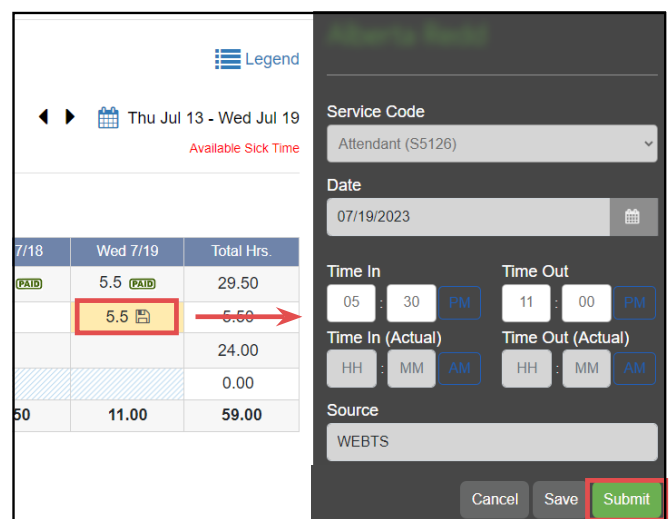 Legend
Thu Jul 13 - Wed Jul 19
Available Sick Time
7/18 Wed 7/19 Total Hrs.
PAID 5.5 PAID 29.50
5.5 5.50
24.00
0.00
50 11.00 59.00
Service Code
Attendant (S5126)
Date
07/19/2023
Time In Time Out
05 : 30 PM 11 : 00 PM
Time In (Actual) Time Out (Actual)
HH : MM AM HH : MM AM
Source
WEBTS
Cancel Save Submit